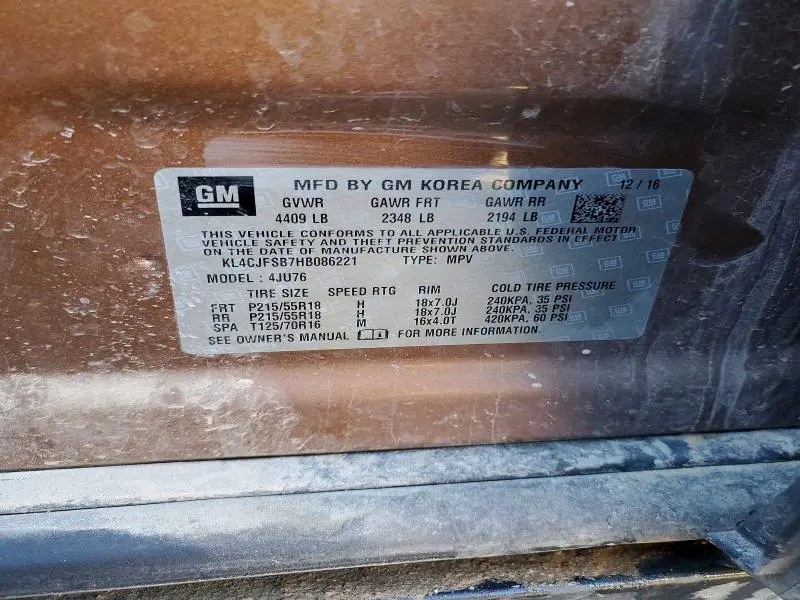 GM MFD BY GM KOREA COMPANY 12/16
GVWR GAWR FRT GAWR RR
4409 LB 2348 LB 2194 LB
THIS VEHICLE CONFORMS TO ALL APPLICABLE U.S. FEDERAL MOTOR
VEHICLE SAFETY AND THEFT PREVENTION STANDARDS IN EFFECT
ON THE DATE OF MANUFACTURE SHOWN ABOVE.
KL4CJFSB7HB086221 TYPE: MPV
MODEL : 4JU76
TIRE SIZE SPEED RTG RIM COLD TIRE PRESSURE
FRT P215/55R18 H 18x7.0J 240KPA, 35 PSI
RR P215/55R18 H 18x7.0J 240KPA, 35 PSI
SPA T125/70R16 M 16x4.0T 420KPA, 60 PSI
SEE OWNER'S MANUAL FOR MORE INFORMATION.